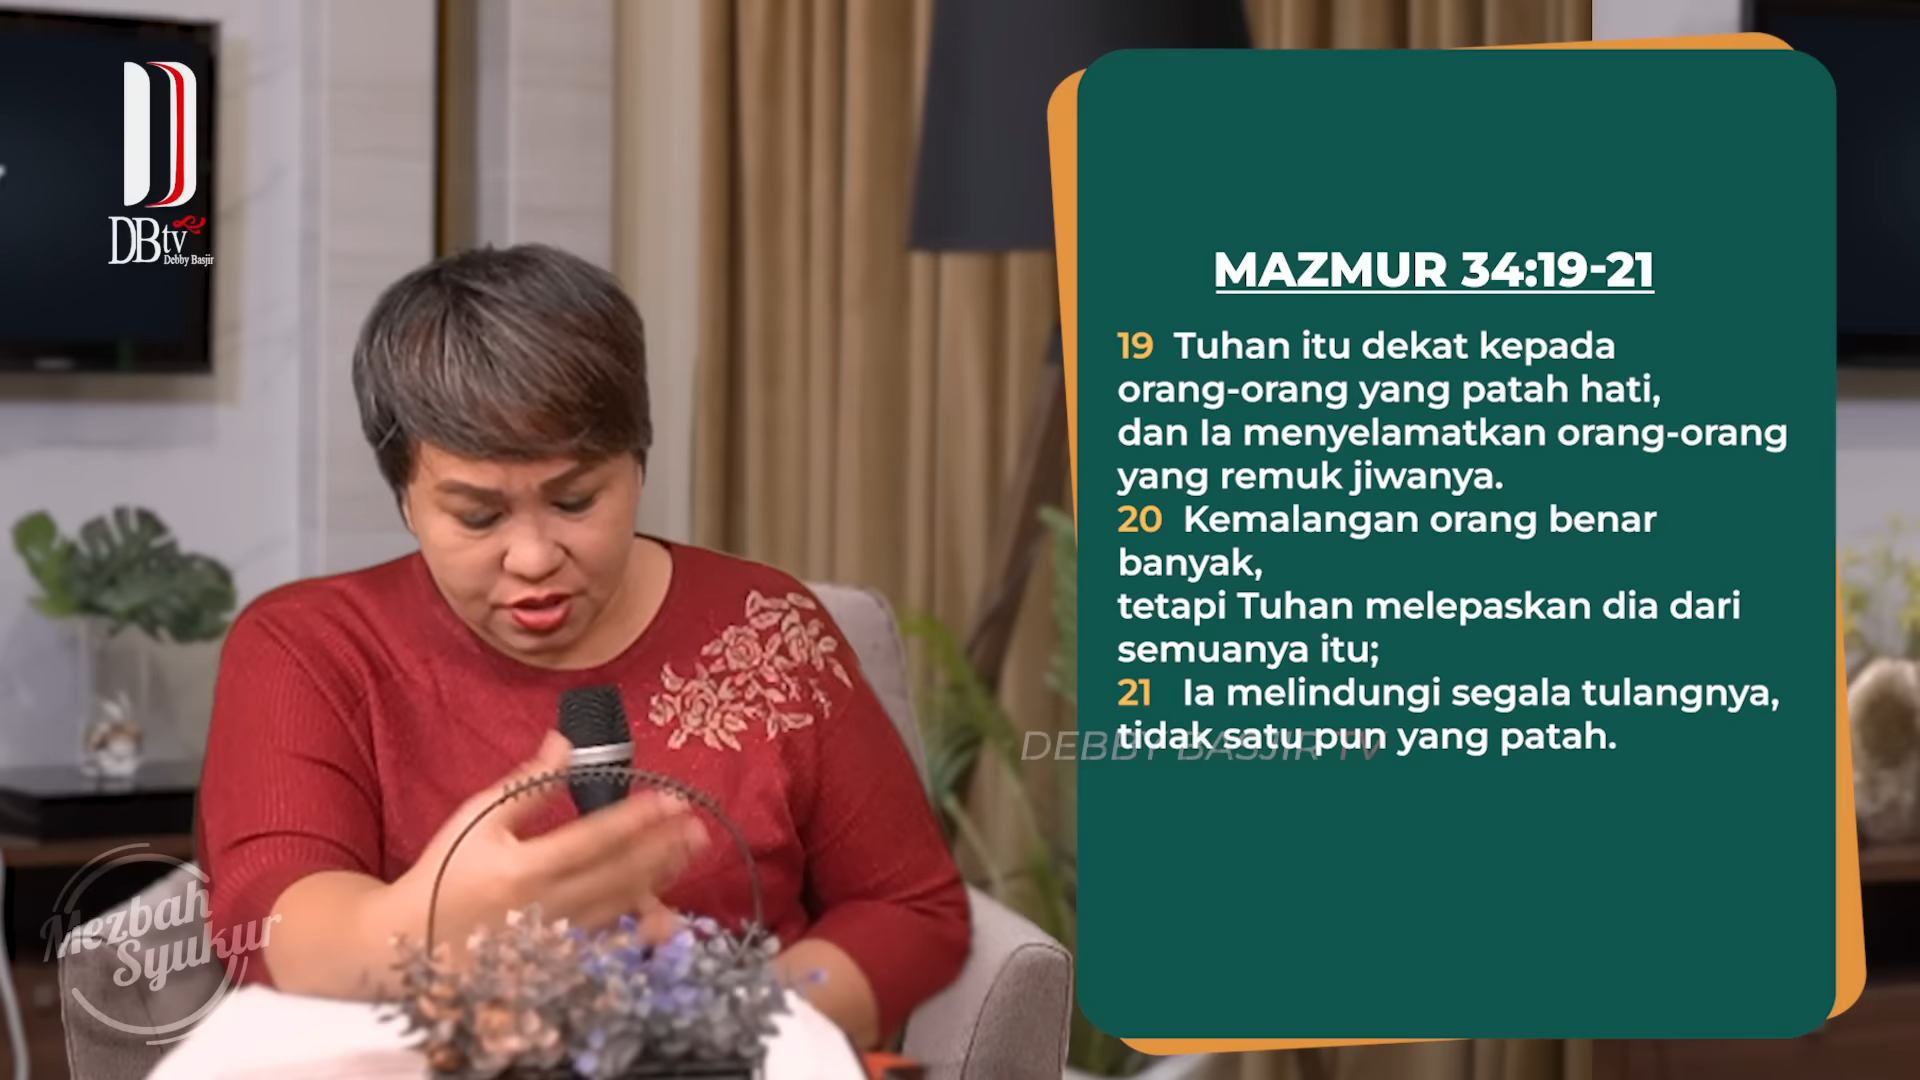 DBtv
Debby Basjir
MAZMUR 34:19-21
19 Tuhan itu dekat kepada
orang-orang yang patah hati,
dan Ia menyelamatkan orang-orang
yang remuk jiwanya.
20 Kemalangan orang benar
banyak,
tetapi Tuhan melepaskan dia dari
semuanya itu;
21 Ia melindungi segala tulangnya,
tidak satu pun yang patah.
DEBBY BASJIR TV
Mezbah
Syukur